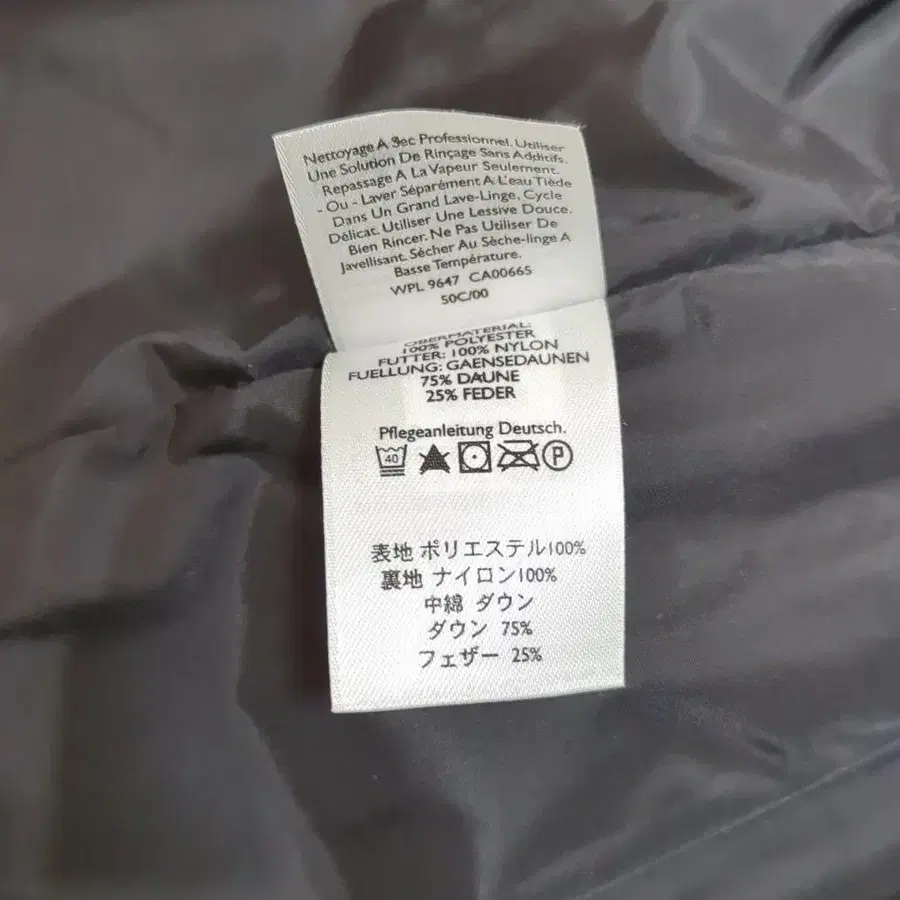 Nettoyage À Sec Professionnel. Utiliser
Une Solution De Rinçage Sans Additifs.
Repassage A La Vapeur Seulement.
- Ou - Laver Séparément A L'eau Tiède
Dans Un Grand Lave-Linge, Cycle
Délicat. Utiliser Une Lessive Douce.
Bien Rincer. Ne Pas Utiliser De
Javellisant. Sécher Au Sèche-linge A
Basse Température.
WPL 9647 CA00665
50C/00
OBERMATERIAL:
100% POLYESTER
FUTTER: 100% NYLON
FUELLUNG: GAENSEDAUNEN
75% DAUNE
25% FEDER
Pflegeanleitung Deutsch.
40 P
表地 ポリエステル100%
裏地 ナイロン100%
中綿 ダウン
ダウン 75%
フェザー 25%